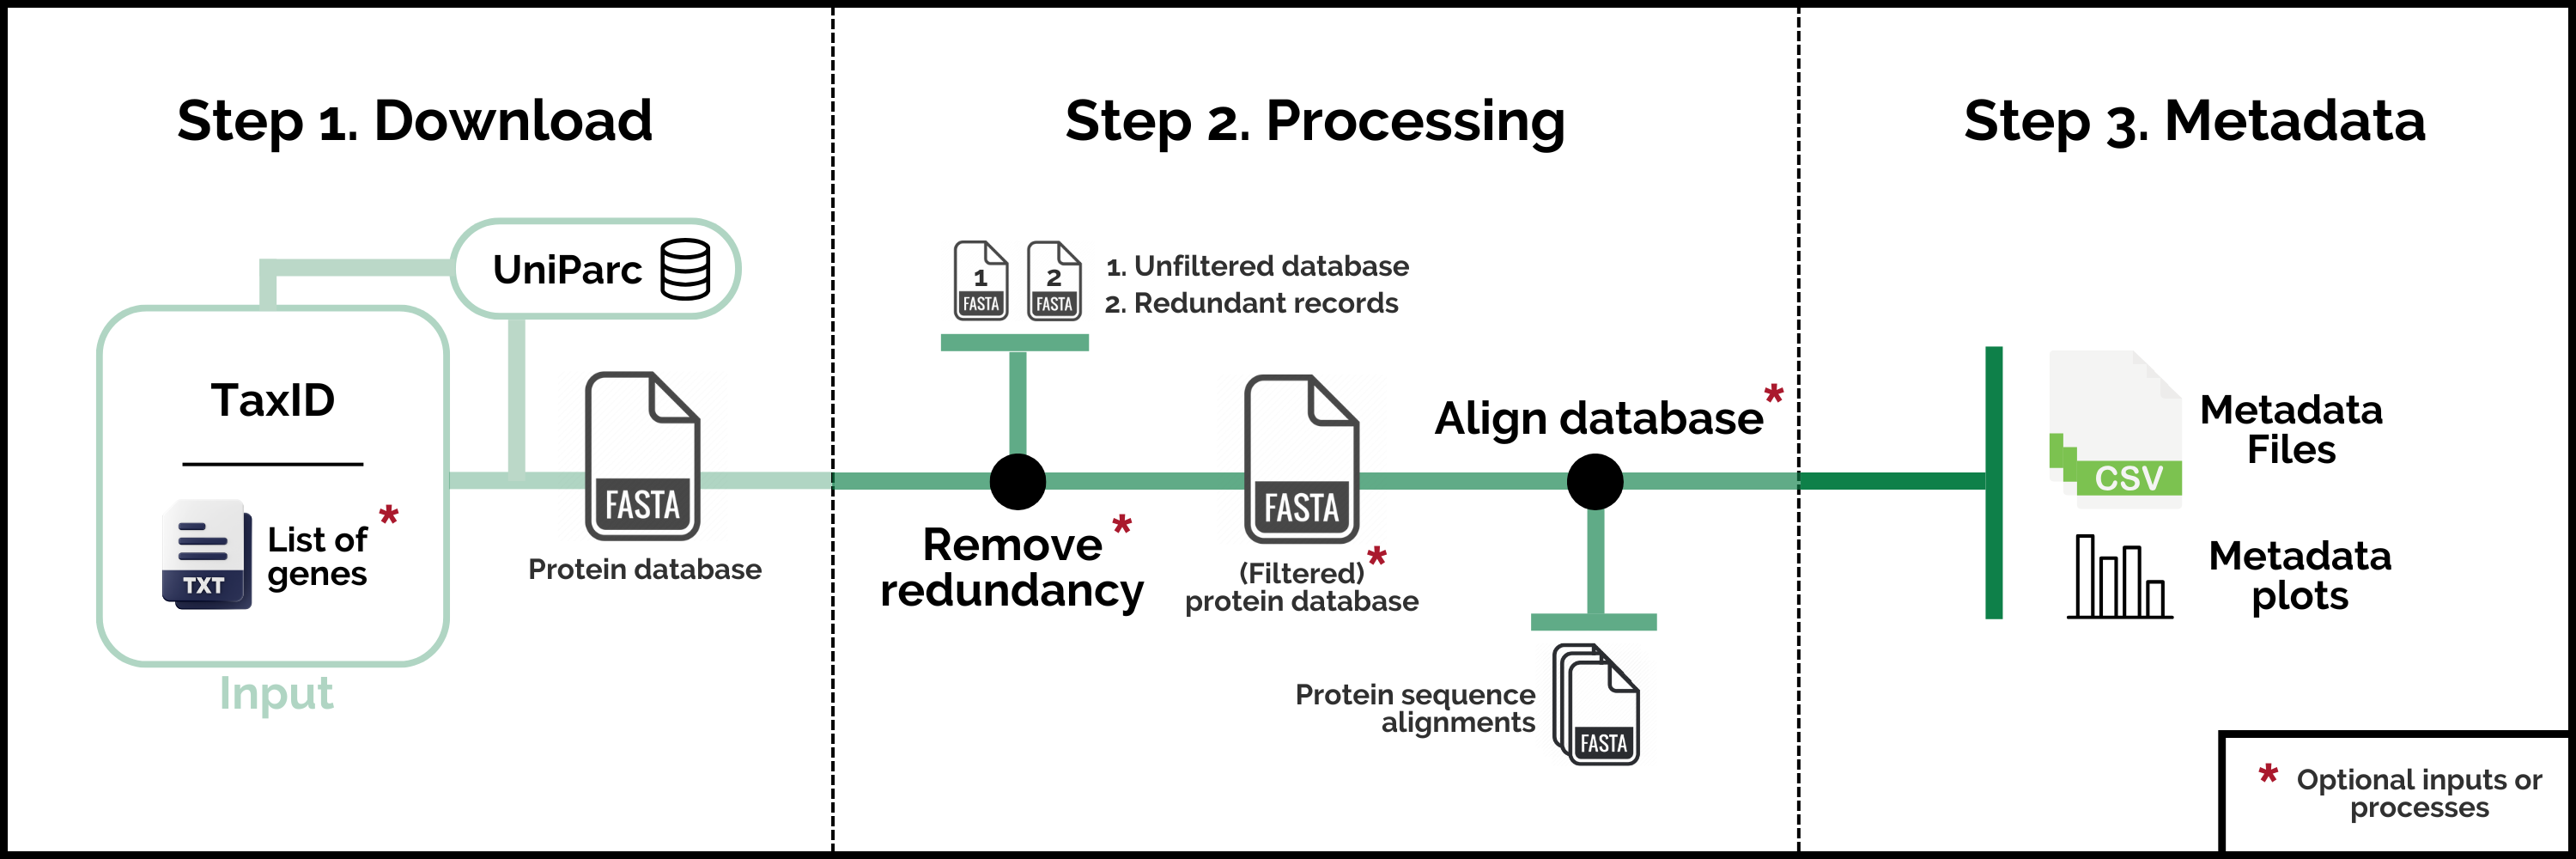 Step 1. Download
UniParc
TaxID
TXT
List of
genes
*
Input
FASTA
Protein database
Step 2. Processing
1
FASTA
2
FASTA
1. Unfiltered database
2. Redundant records
Remove *
redundancy
FASTA
(Filtered) *
protein database
Align database *
Protein sequence
alignments
FASTA
Step 3. Metadata
CSV
Metadata
Files
Metadata
plots
* Optional inputs or
processes